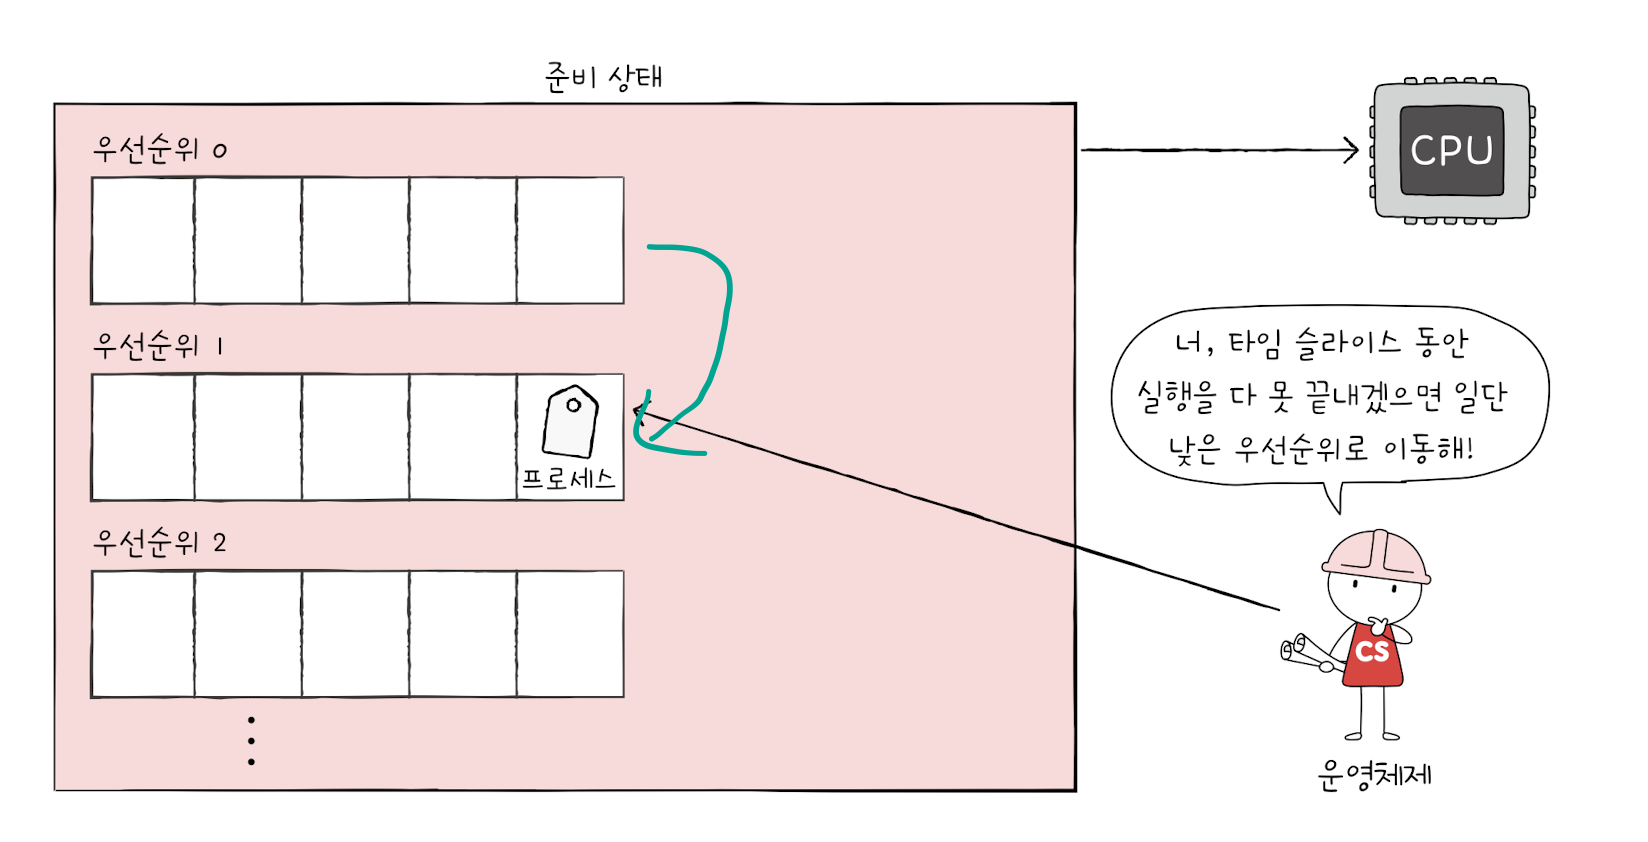 준비 상태
우선순위 0
CPU
우선순위 1
프로세스
너, 타임 슬라이스 동안
실행을 다 못 끝내겠으면 일단
낮은 우선순위로 이동해!
우선순위 2
CS
운영체제